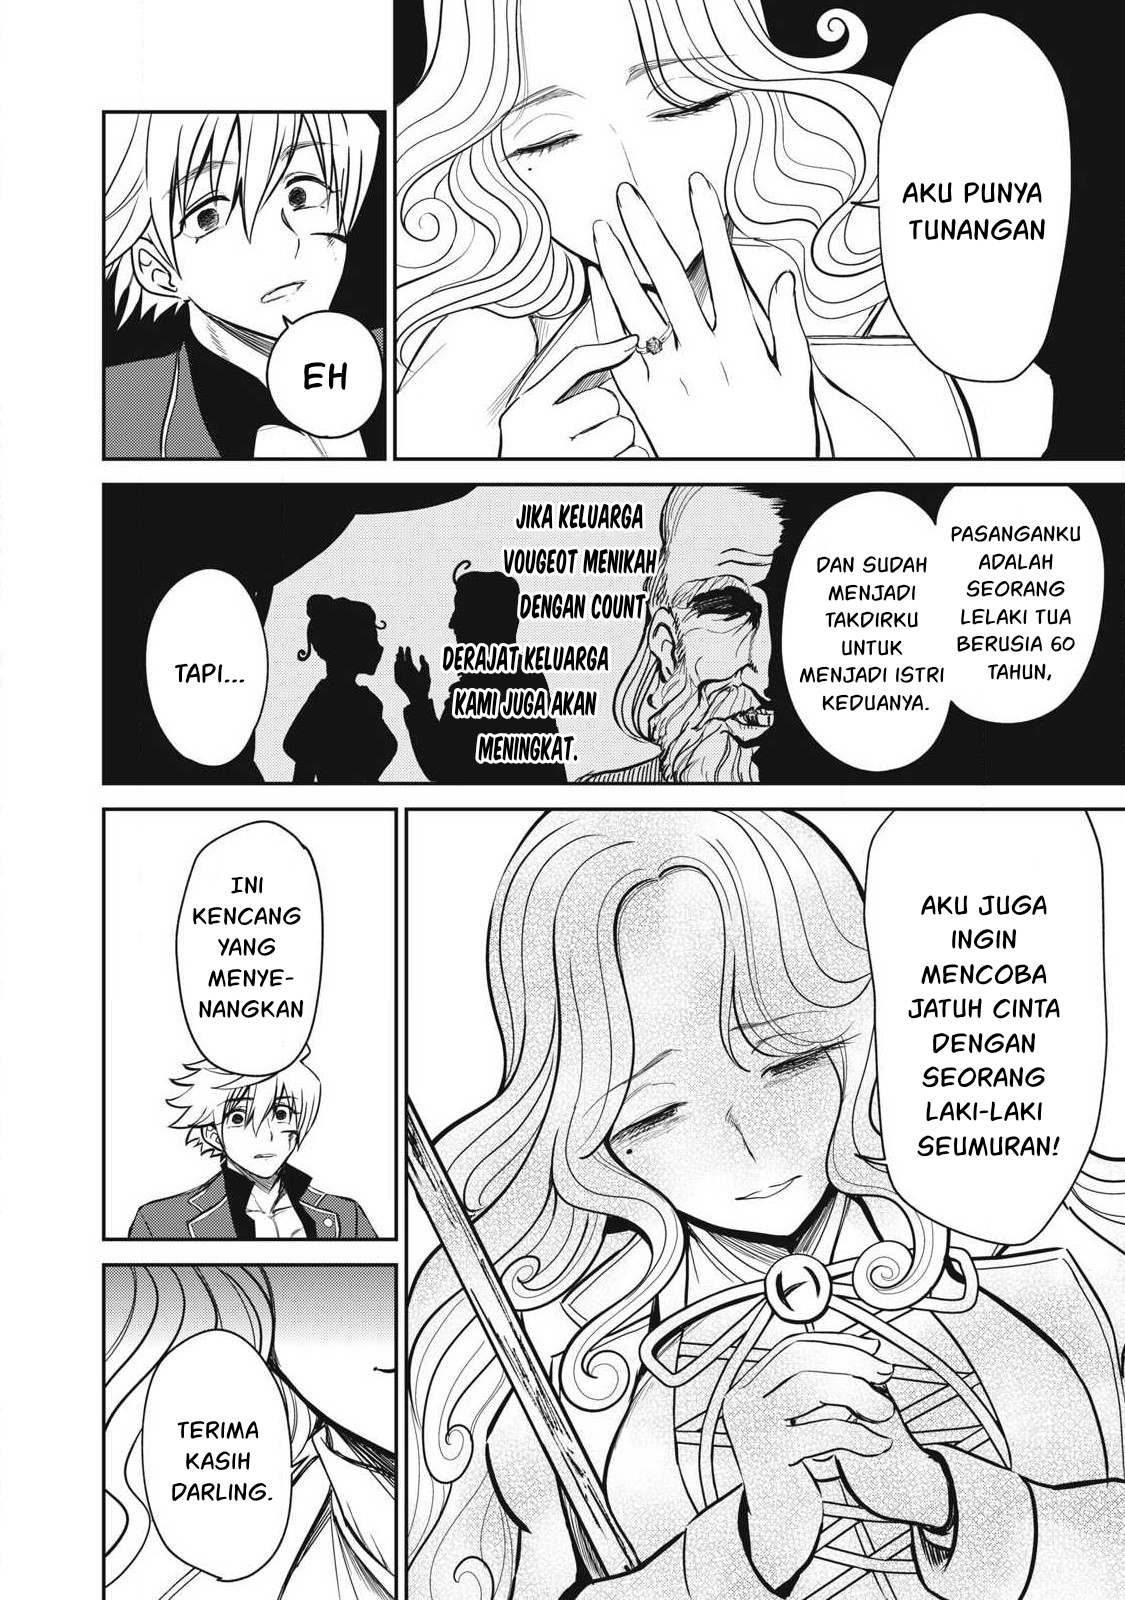 AKU PUNYA
TUNANGAN
EH
PASANGANKU
ADALAH
SEORANG
LELAKI TUA
BERUSIA 60
TAHUN,
DAN SUDAH
MENJADI
TAKDIRKU
UNTUK
MENJADI ISTRI
KEDUANYA.
JIKA KELUARGA
VOUGEOT MENIKAH
DENGAN COUNT
DERAJAT KELUARGA
KAMI JUGA AKAN
MENINGKAT.
TAPI...
AKU JUGA
INGIN
MENCOBA
JATUH CINTA
DENGAN
SEORANG
LAKI-LAKI
SEUMURAN!
INI
KENCANG
YANG
MENYE-
NANGKAN
TERIMA
KASIH
DARLING.